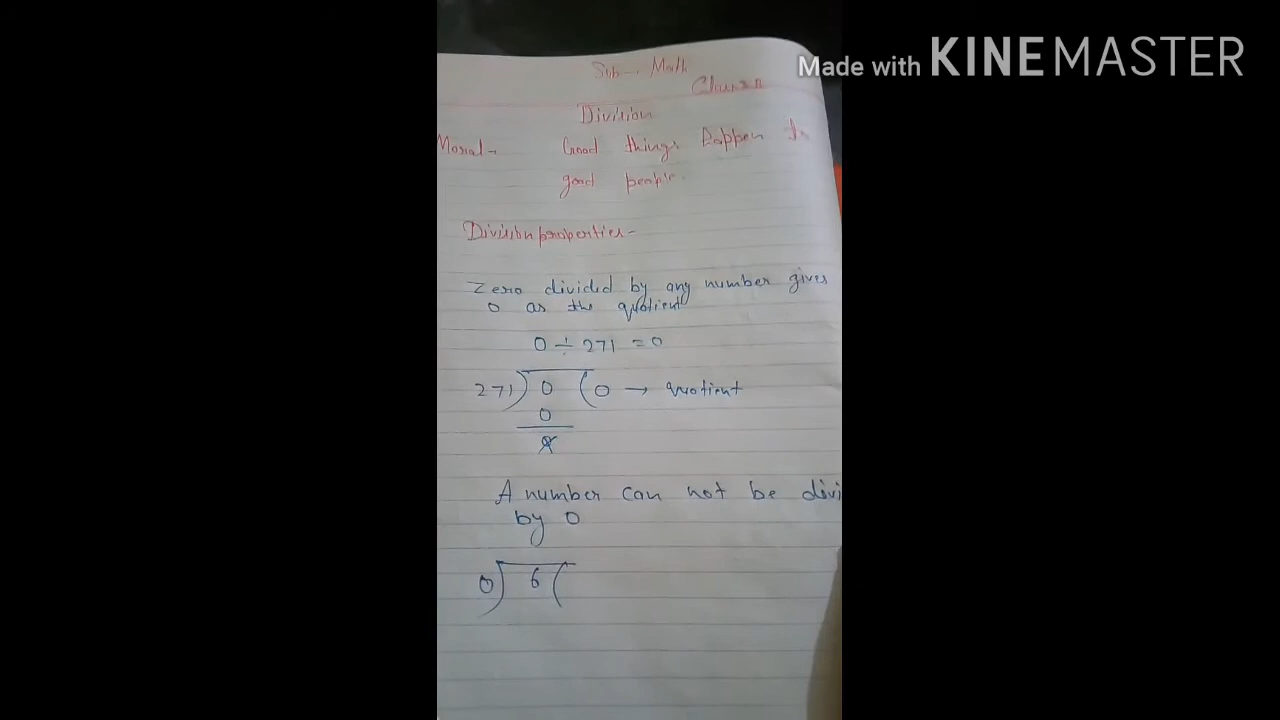 Made with KINEMASTER
Sub - Math
Division
Moral - Good things happen to
good people.
Division properties -
Zero divided by any number gives
0 as the quotient
0 ÷ 271 = 0
271) 0 (0 → quotient
0
0
A number can not be divi
by 0
0) 6 (